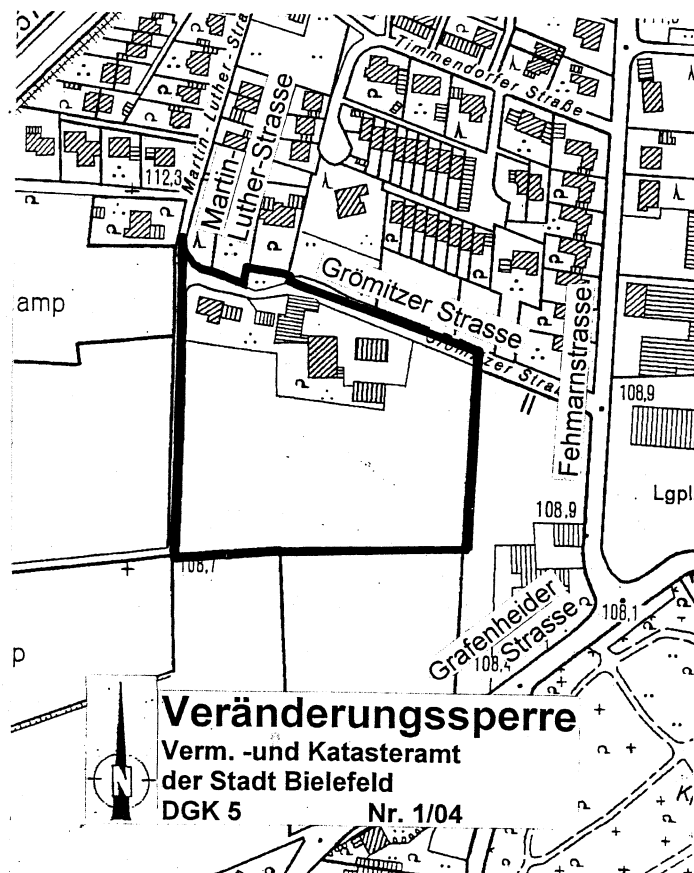 Timmendorfer Straße
Martin-Luther-Stra
Martin-
Luther-Strasse
112,3
Grömitzer Strasse
amp
Fehmarnstrasse
108,9
Lgpl
108,9
108,7
Grafenheider
Strasse
108,1
108,4
p
Veränderungssperre
Verm. -und Katasteramt
der Stadt Bielefeld
DGK 5 Nr. 1/04
N